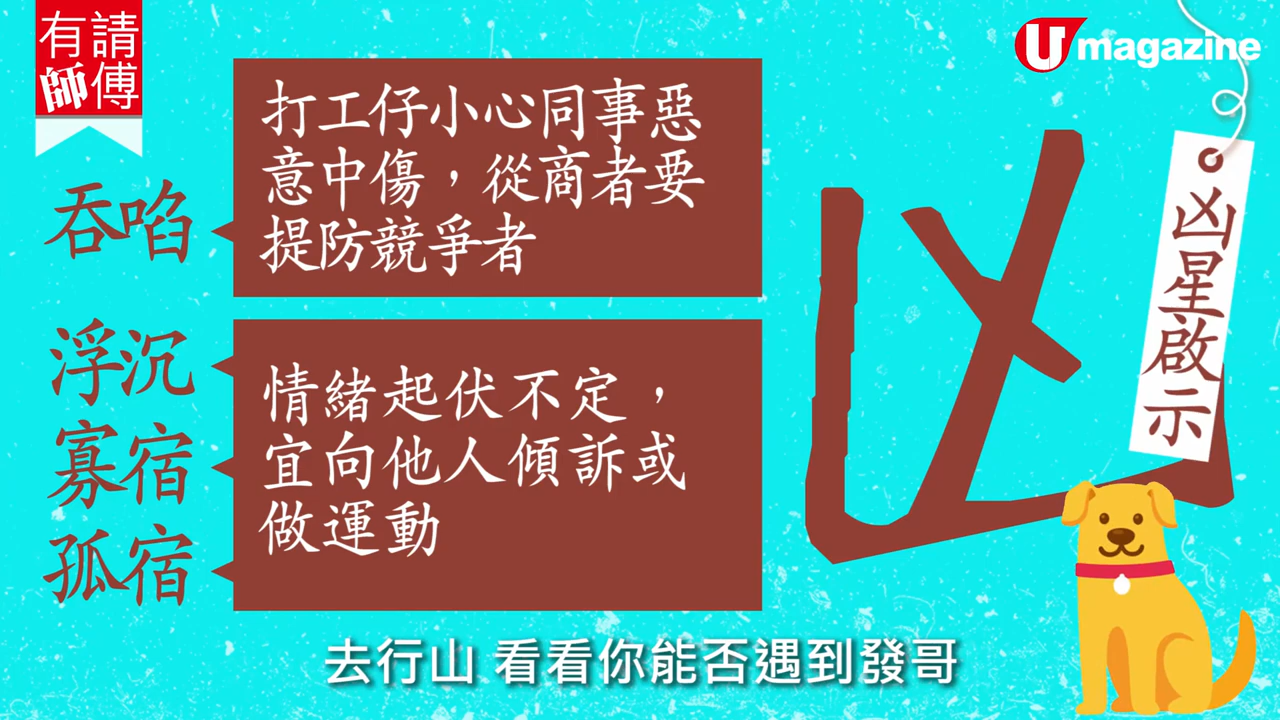 有請
師傅
U magazine
吞啗
打工仔小心同事惡
意中傷，從商者要
提防競爭者
浮沉
寡宿
孤宿
情緒起伏不定，
宜向他人傾訴或
做運動
凶
凶星啟示
去行山 看看你能否遇到發哥